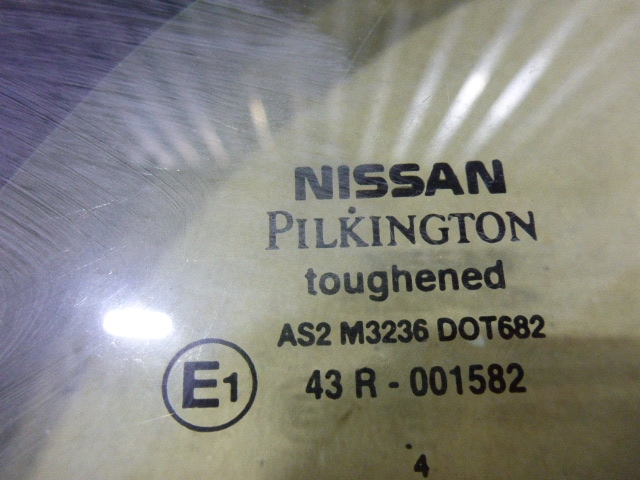 NISSAN
PILKINGTON
toughened
AS2 M3236 DOT682
E1 43 R - 001582
4